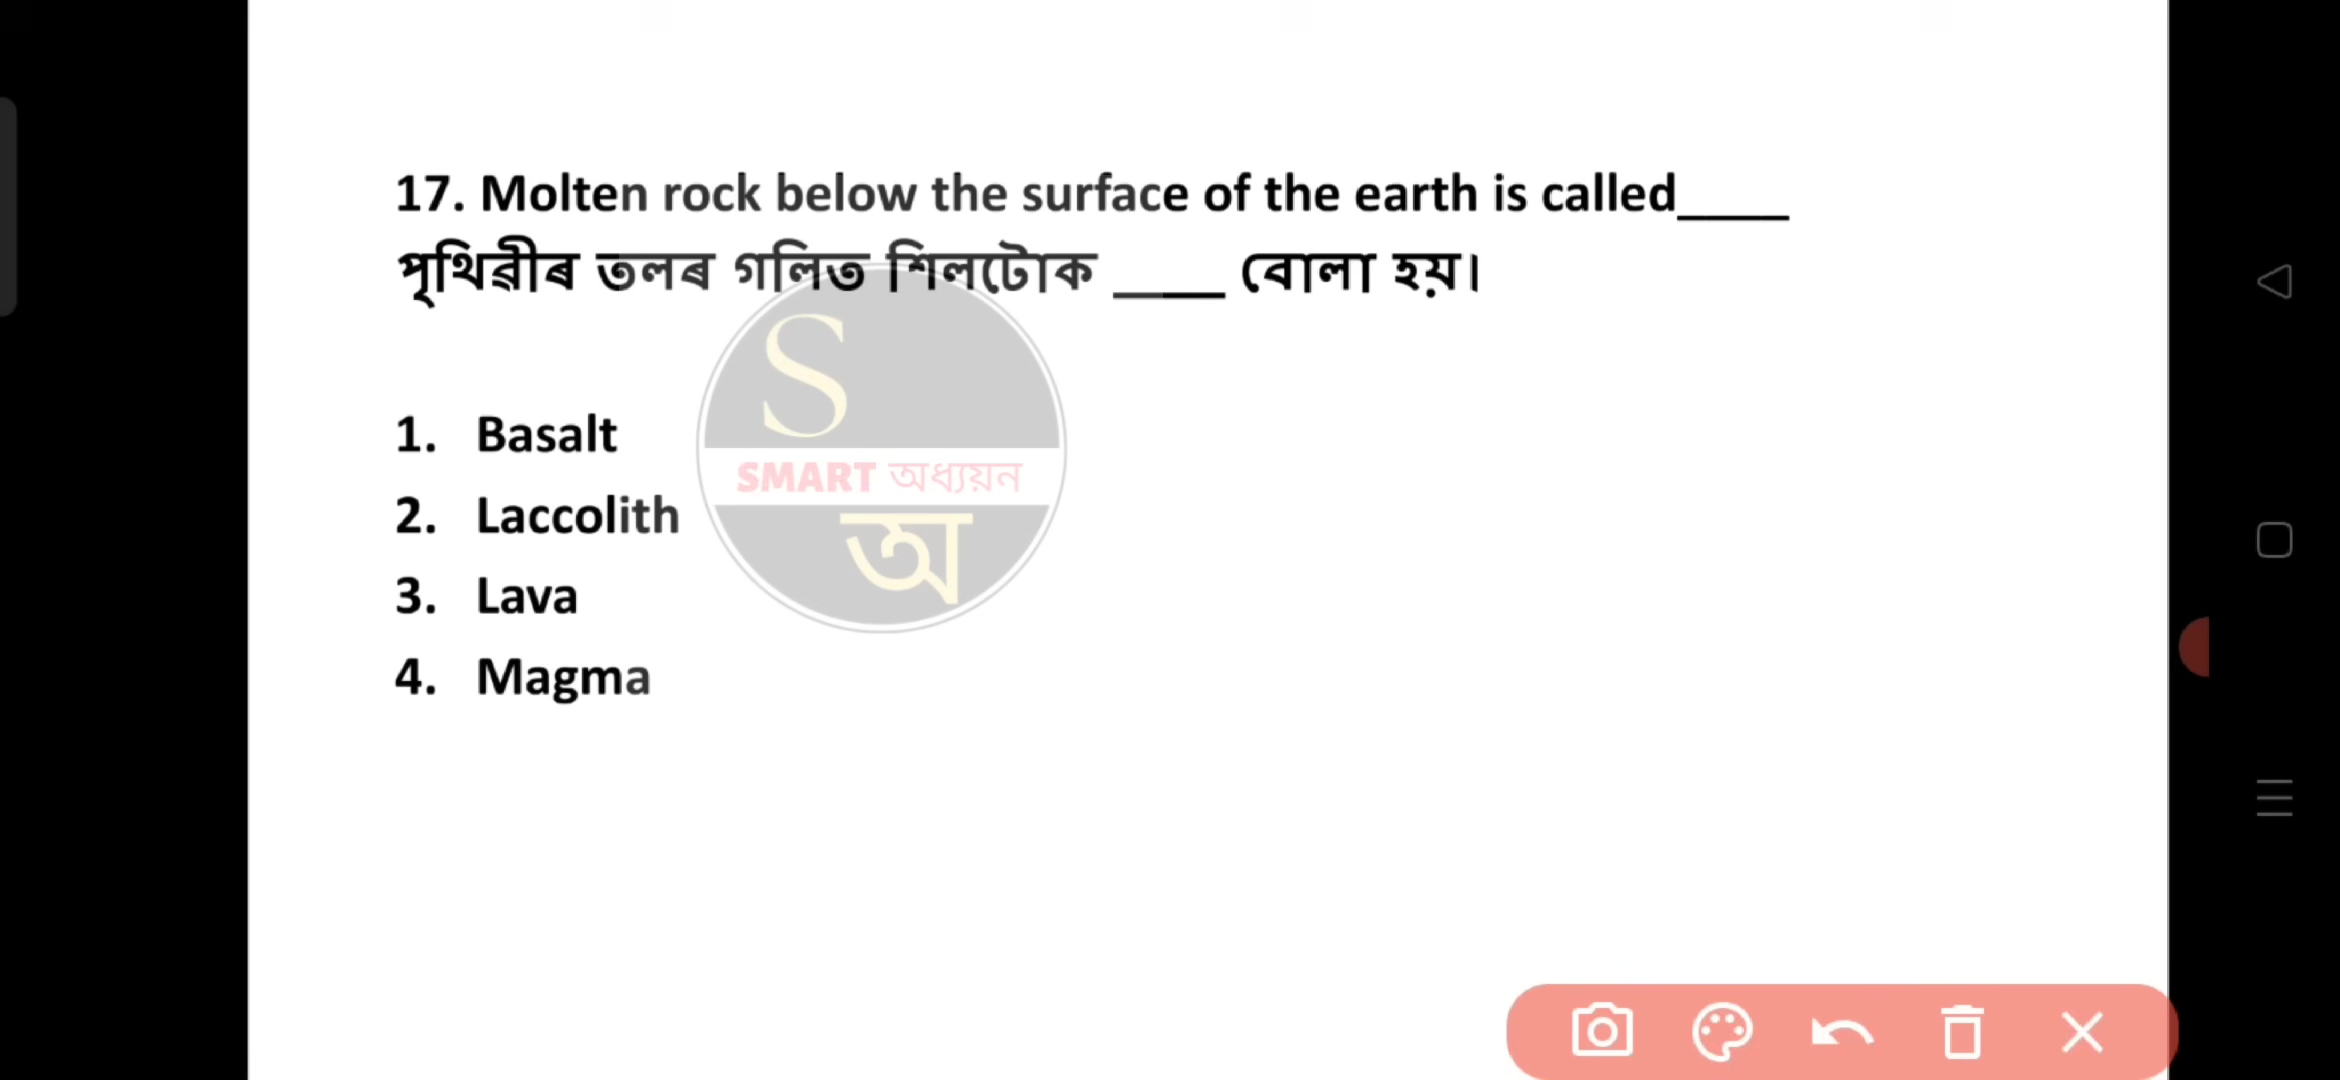 17. Molten rock below the surface of the earth is called____
পৃথিৱীৰ তলৰ গলিত শিলটোক ____ বোলা হয়।
1. Basalt
2. Laccolith
3. Lava
4. Magma
S
SMART অধ্যয়ন
অ